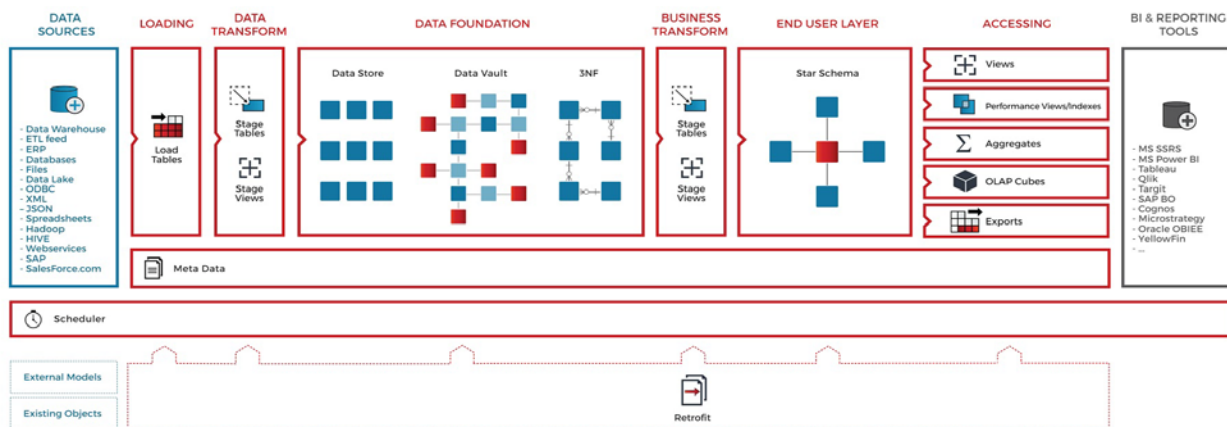 DATA
SOURCES
LOADING
DATA
TRANSFORM
DATA FOUNDATION
BUSINESS
TRANSFORM
END USER LAYER
ACCESSING
BI & REPORTING
TOOLS
- Data Warehouse
- ETL feed
- ERP
- Databases
- Files
- Data Lake
- ODBC
- XML
- JSON
- Spreadsheets
- Hadoop
- HIVE
- Webservices
- SAP
- SalesForce.com
Load
Tables
Stage
Tables
Stage
Views
Data Store
Data Vault
3NF
Stage
Tables
Stage
Views
Star Schema
Views
Performance Views/Indexes
Aggregates
OLAP Cubes
Exports
- MS SSRS
- MS Power BI
- Tableau
- Qlik
- Targit
- SAP BO
- Cognos
- Microstrategy
- Oracle OBIEE
- YellowFin
- ...
Meta Data
Scheduler
External Models
Existing Objects
Retrofit